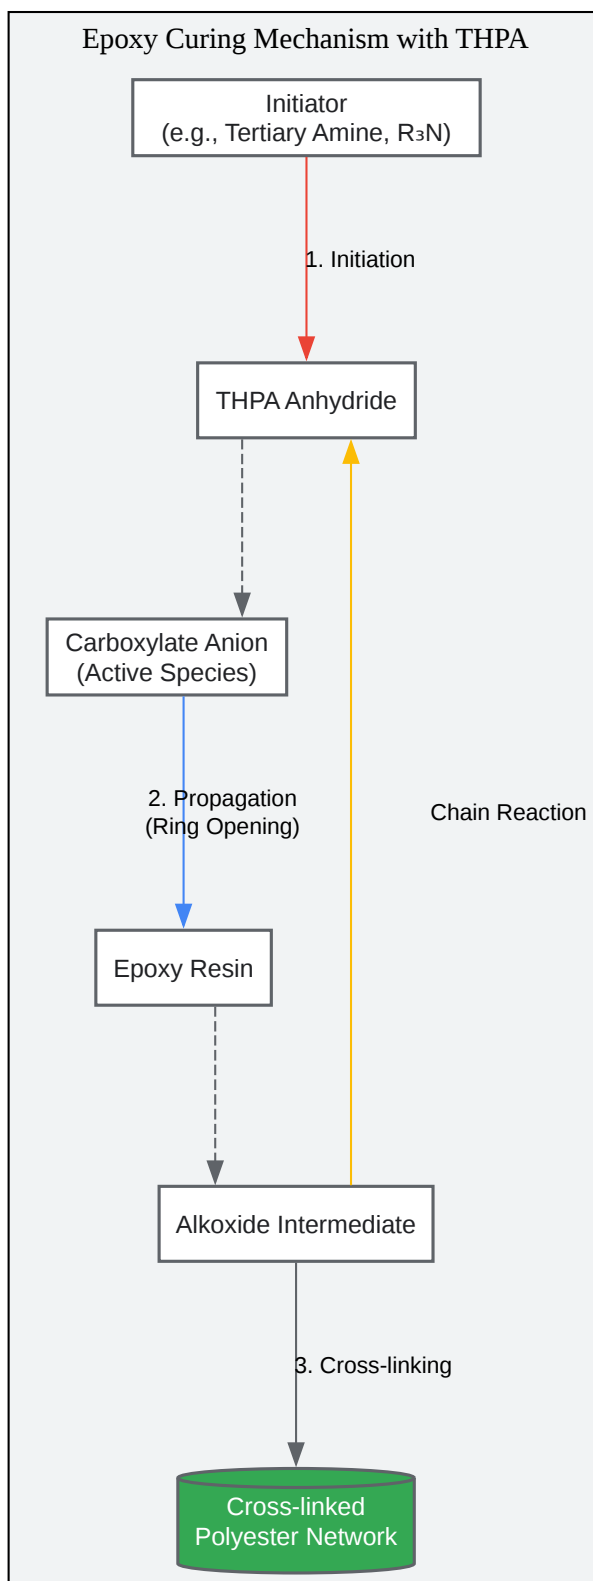 Epoxy Curing Mechanism with THPA
Initiator
(e.g., Tertiary Amine, R₃N)
1. Initiation
THPA Anhydride
Carboxylate Anion
(Active Species)
2. Propagation
(Ring Opening)
Chain Reaction
Epoxy Resin
Alkoxide Intermediate
3. Cross-linking
Cross-linked
Polyester Network